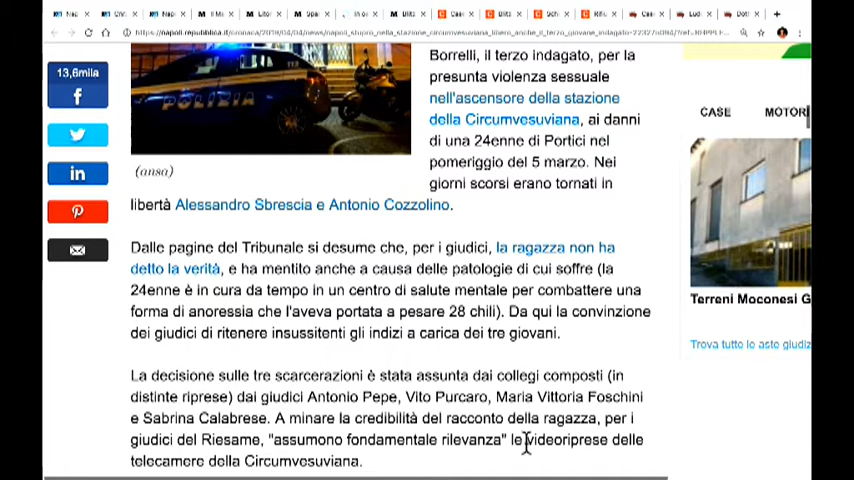 Borrelli, il terzo indagato, per la
presunta violenza sessuale
nell'ascensore della stazione
della Circumvesuviana, ai danni
di una 24enne di Portici nel
pomeriggio del 5 marzo. Nei
giorni scorsi erano tornati in
libertà Alessandro Sbrescia e Antonio Cozzolino.
Dalle pagine del Tribunale si desume che, per i giudici, la ragazza non ha
detto la verità, e ha mentito anche a causa delle patologie di cui soffre (la
24enne è in cura da tempo in un centro di salute mentale per combattere una
forma di anoressia che l'aveva portata a pesare 28 chili). Da qui la convinzione
dei giudici di ritenere insussitenti gli indizi a carica dei tre giovani.
La decisione sulle tre scarcerazioni è stata assunta dai collegi composti (in
distinte riprese) dai giudici Antonio Pepe, Vito Purcaro, Maria Vittoria Foschini
e Sabrina Calabrese. A minare la credibilità del racconto della ragazza, per i
giudici del Riesame, "assumono fondamentale rilevanza" le videoriprese delle
telecamere della Circumvesuviana.
(ansa)
POLIZIA
13,6mila
f
in
CASE
MOTORI
Terreni Moconesi G
Trova tutte le aste giudiz